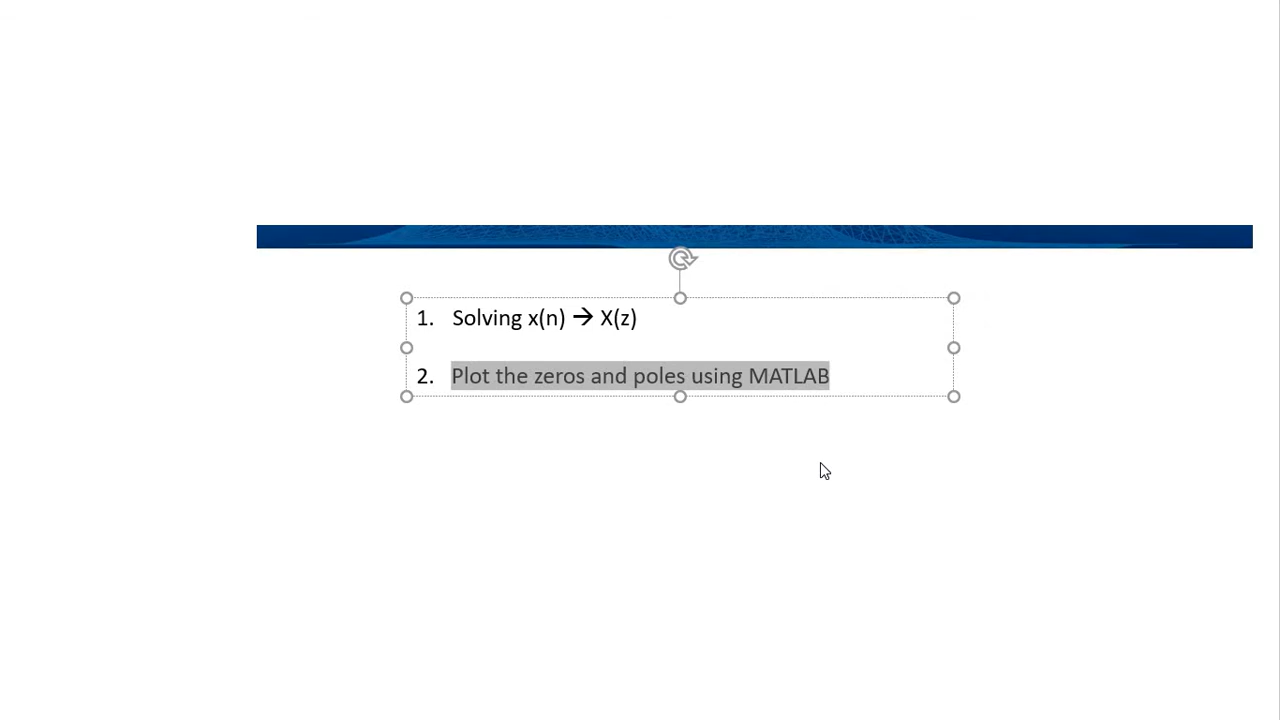 1. Solving x(n) → X(z)
2. Plot the zeros and poles using MATLAB